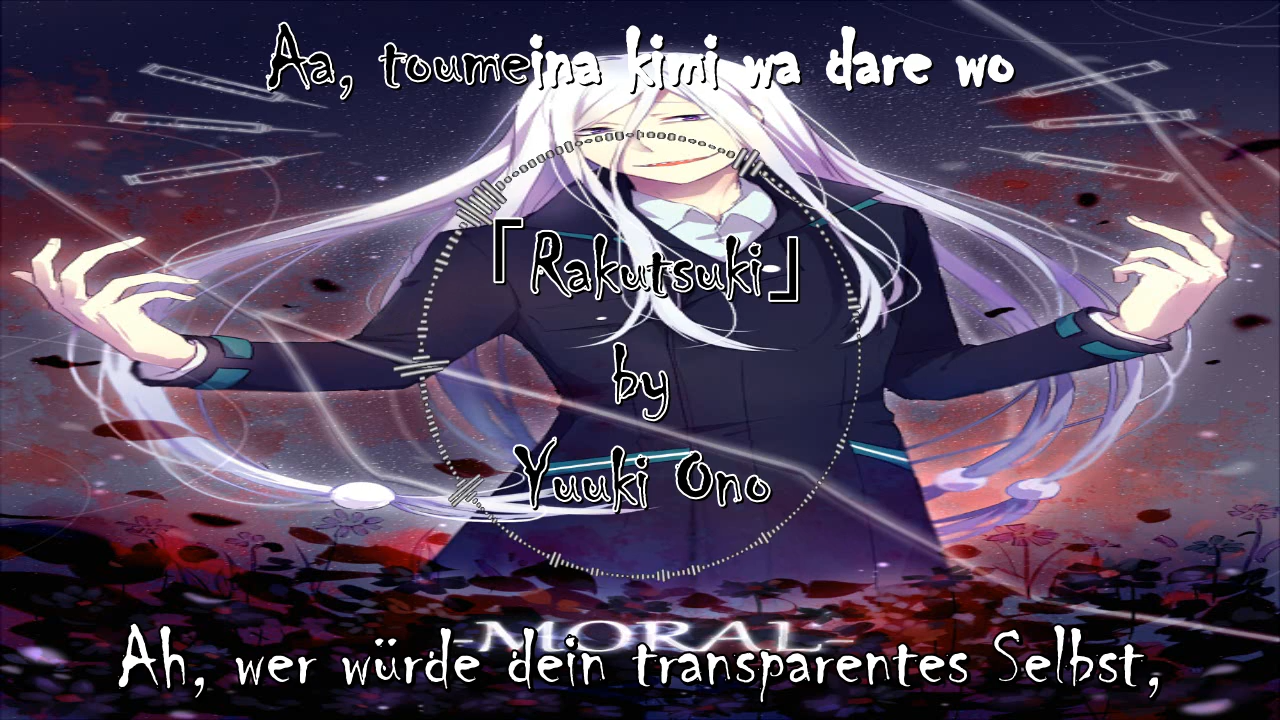 Aa, toumeina kimi wa dare wo
「Rakutsuki」
by
Yuuki Ono
-MORAL-
Ah, wer würde dein transparentes Selbst,